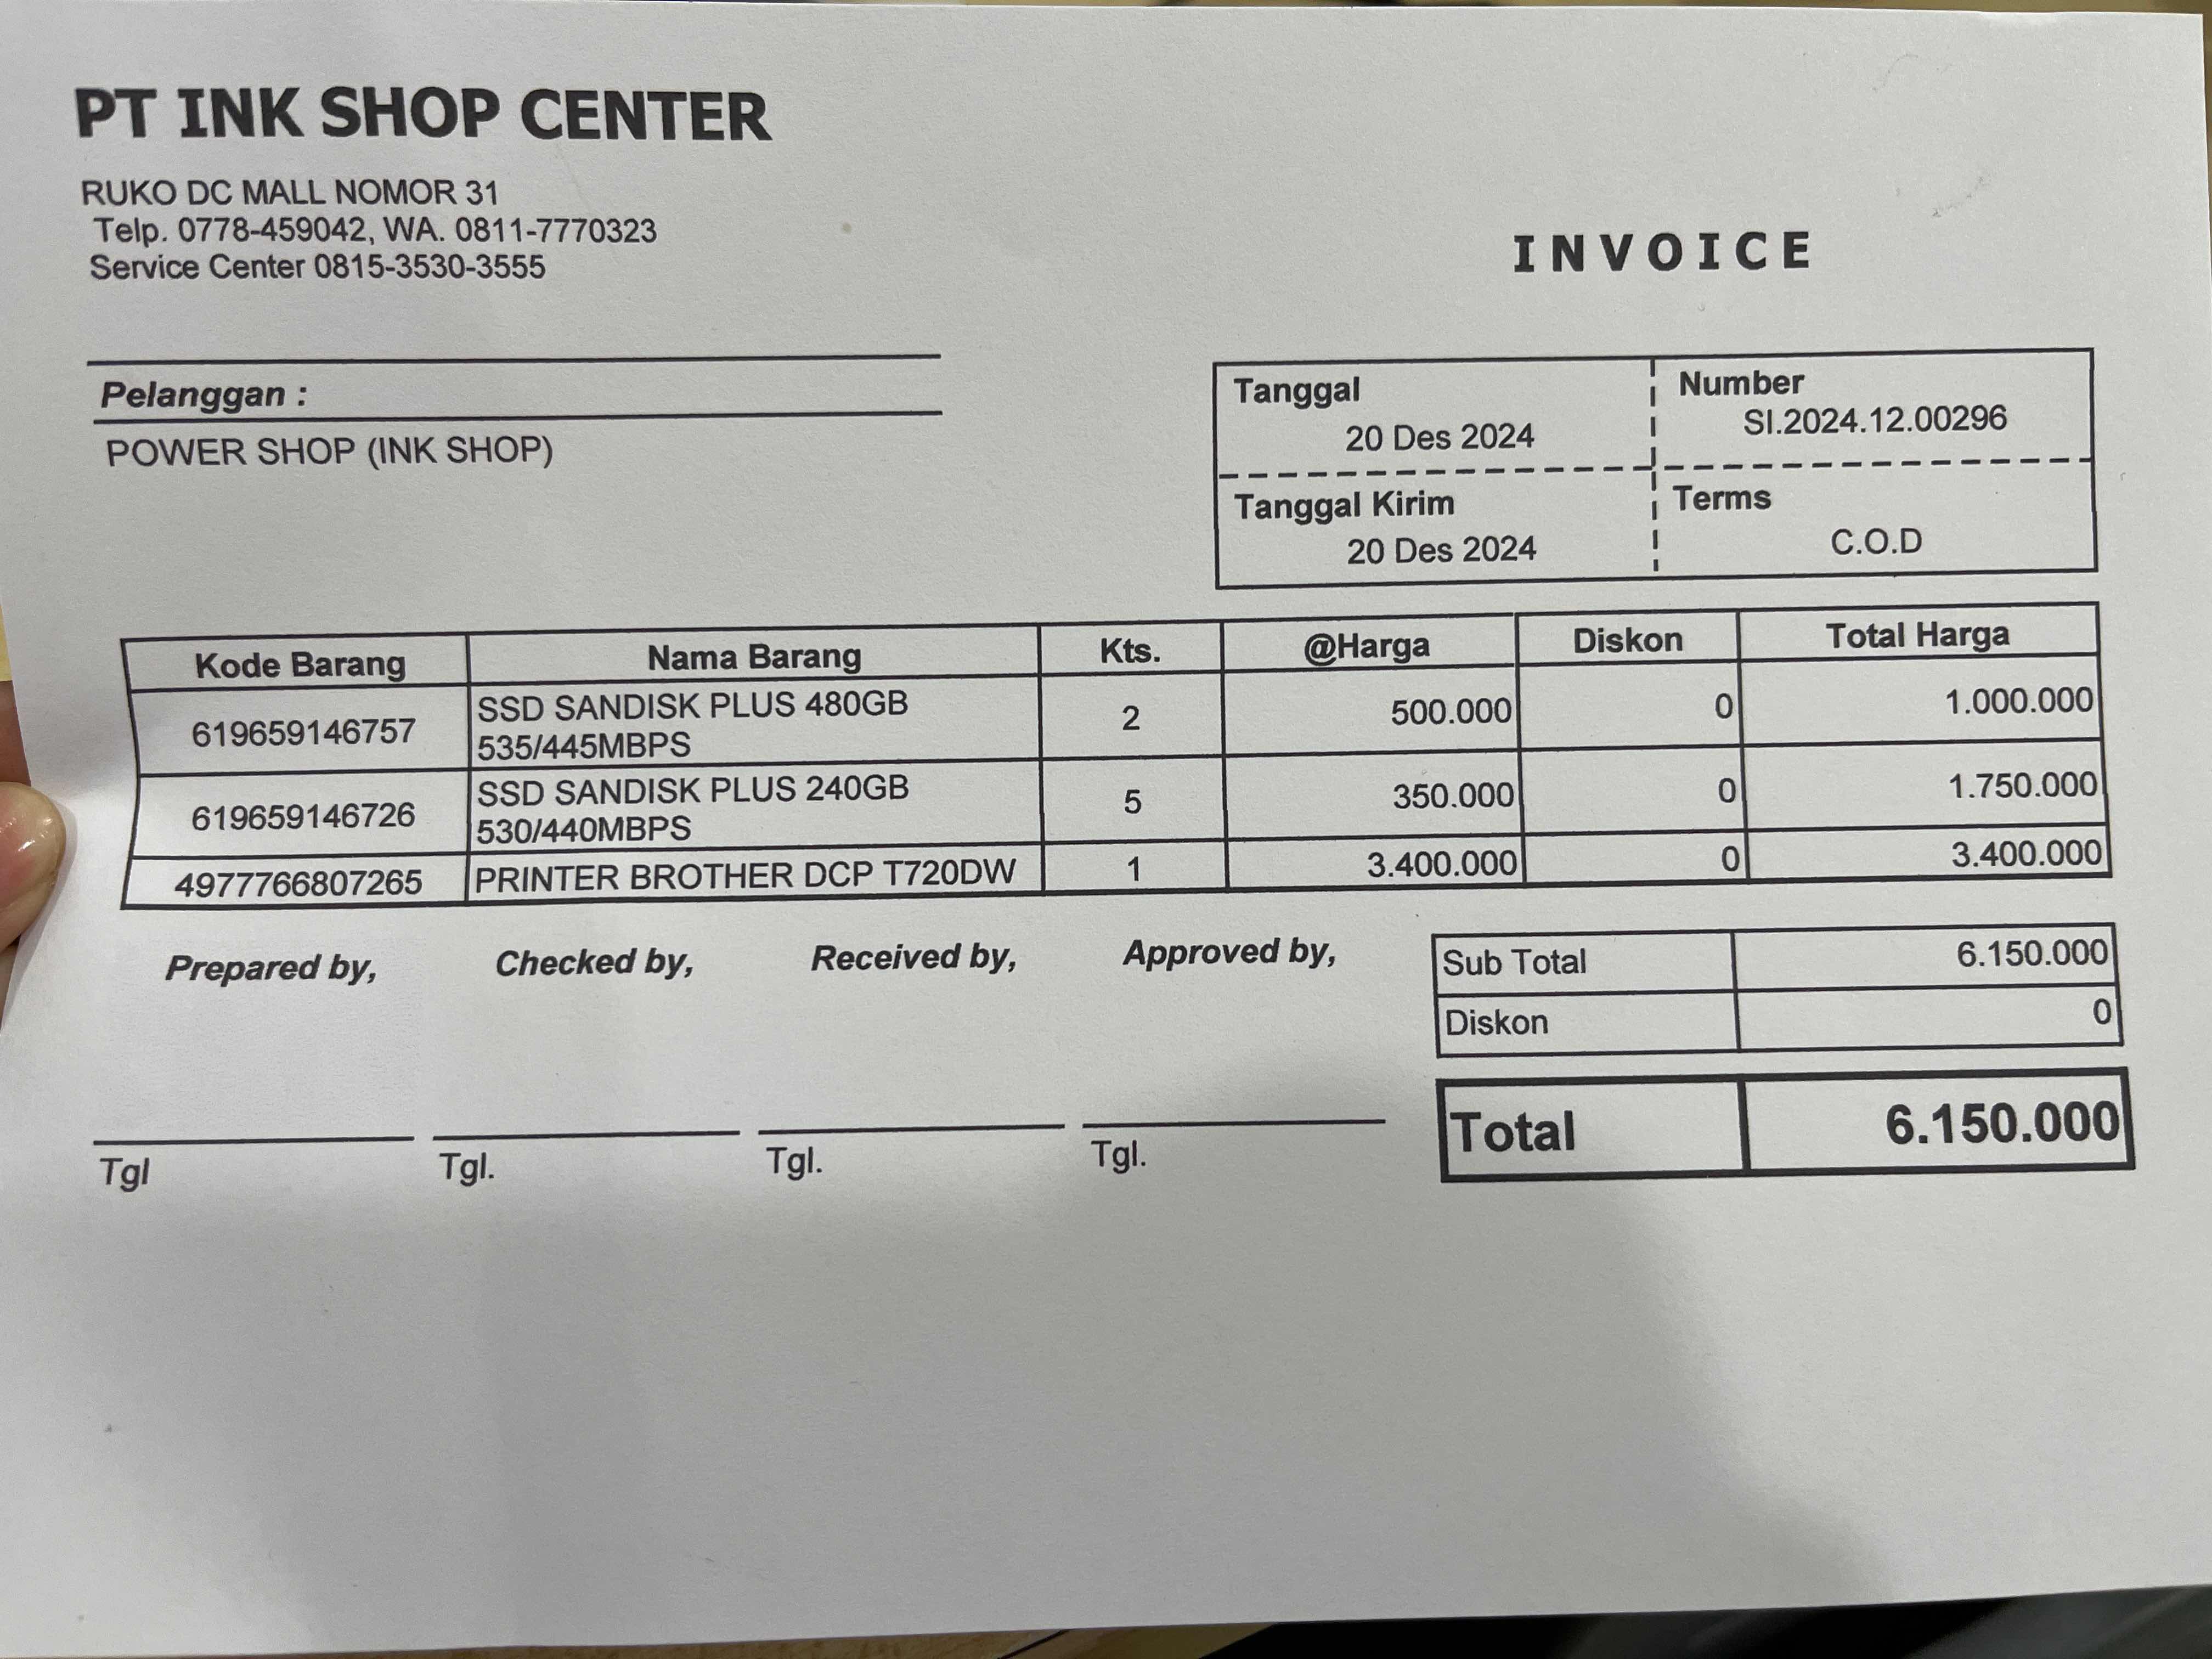 PT INK SHOP CENTER
RUKO DC MALL NOMOR 31
Telp. 0778-459042, WA. 0811-7770323
Service Center 0815-3530-3555
INVOICE
Pelanggan :
POWER SHOP (INK SHOP)
Tanggal
20 Des 2024
Number
SI.2024.12.00296
Tanggal Kirim
20 Des 2024
Terms
C.O.D
Kode Barang Nama Barang Kts. @Harga Diskon Total Harga
619659146757 SSD SANDISK PLUS 480GB 2 500.000 0 1.000.000
535/445MBPS
619659146726 SSD SANDISK PLUS 240GB 5 350.000 0 1.750.000
530/440MBPS
4977766807265 PRINTER BROTHER DCP T720DW 1 3.400.000 0 3.400.000
Prepared by, Checked by, Received by, Approved by,
Tgl Tgl. Tgl. Tgl.
Sub Total 6.150.000
Diskon 0
Total 6.150.000